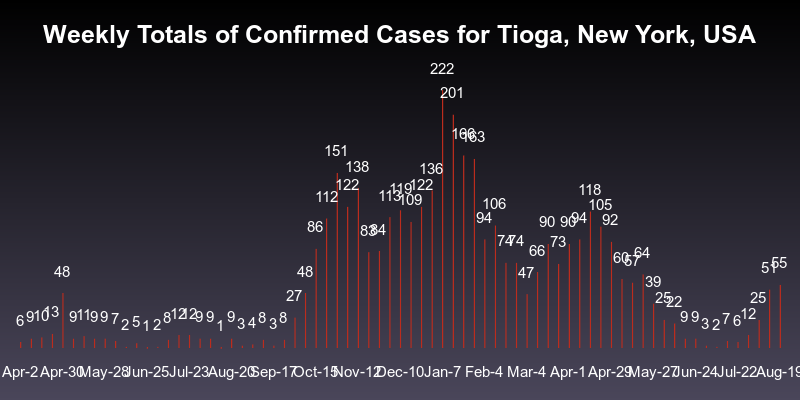 Weekly Totals of Confirmed Cases for Tioga, New York, USA
6 9 10 13 48 9 11 9 9 7 2 5 1 2 8 12 12 9 9 1 9 3 4 8 3 8 27 48 86 112 151 122 138 83 84 113 119 109 122 136 222 201 166 163 94 106 74 74 47 66 90 73 90 94 118 105 92 60 57 64 39 25 22 9 9 3 2 7 6 12 25 51 55
Apr-2 Apr-30 May-28 Jun-25 Jul-23 Aug-20 Sep-17 Oct-15 Nov-12 Dec-10 Jan-7 Feb-4 Mar-4 Apr-1 Apr-29 May-27 Jun-24 Jul-22 Aug-19